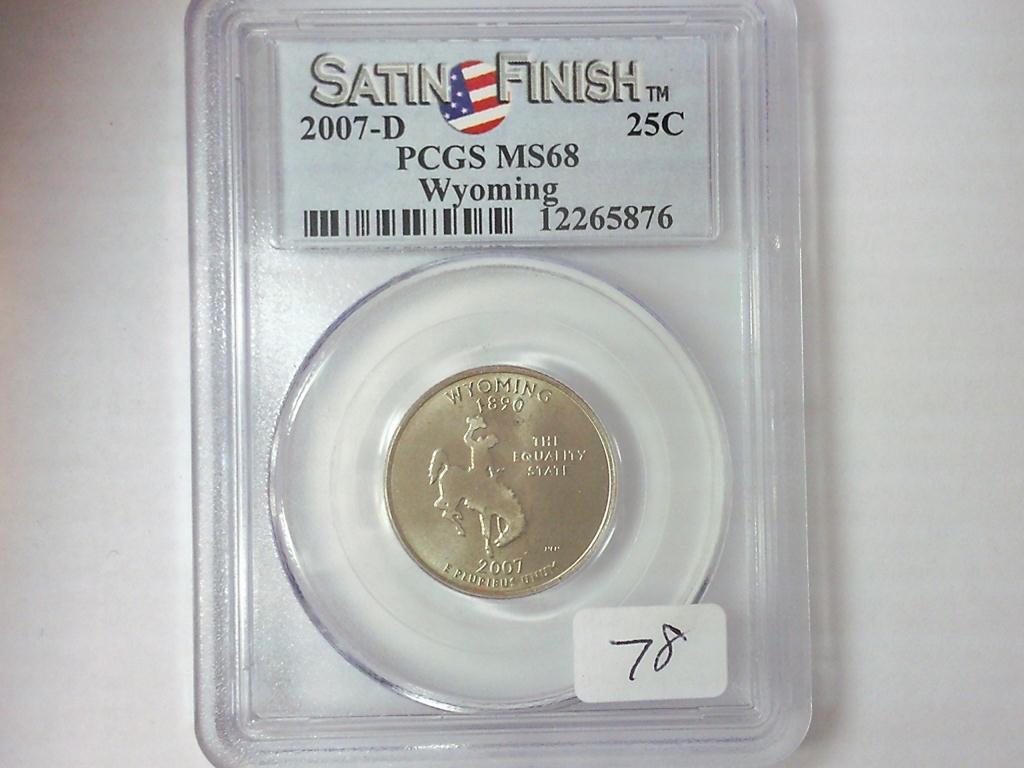 SATIN FINISH™
2007-D 25C
PCGS MS68
Wyoming
12265876
WYOMING
1890
THE
EQUALITY
STATE
2007
E PLURIBUS UNUM
78